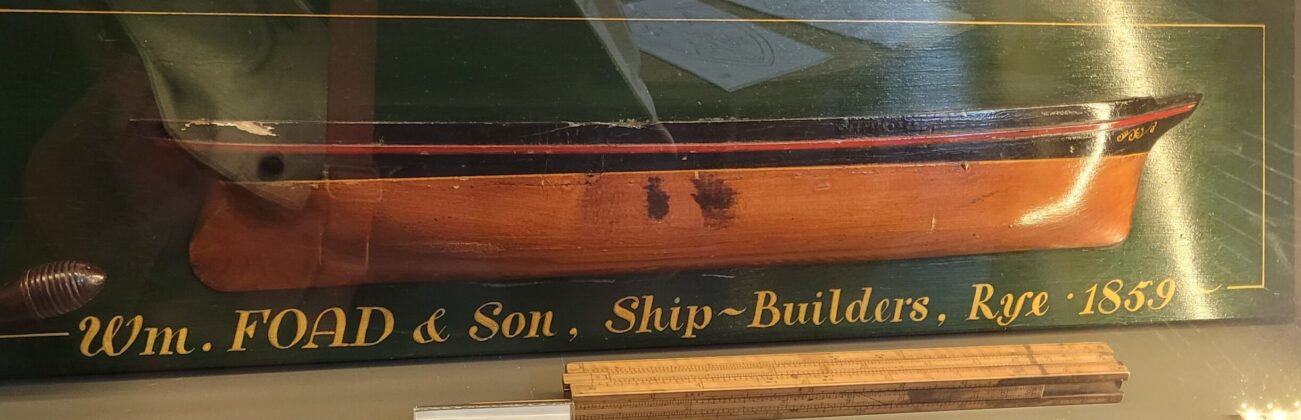 Wm. FOAD & Son, Ship~Builders, Rye · 1859